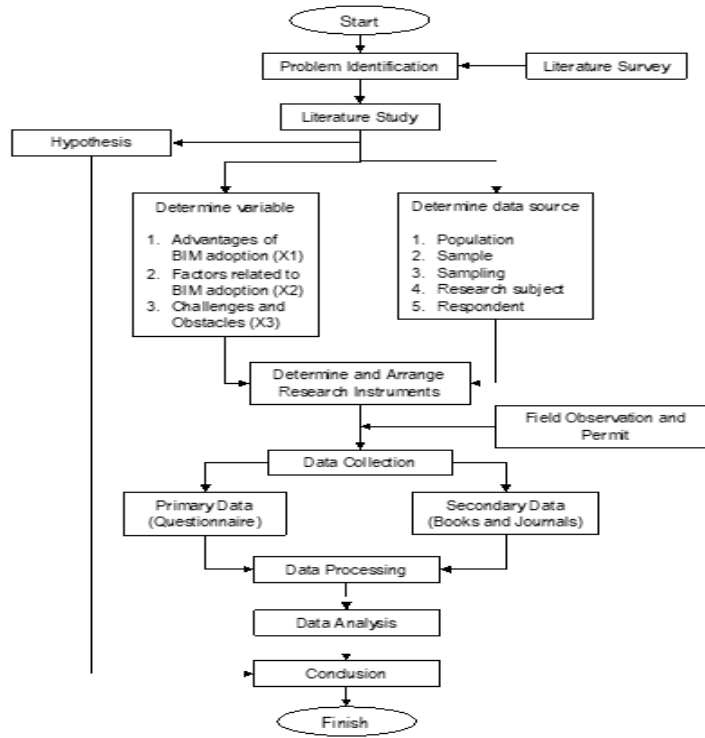 Start
Problem Identification
Literature Survey
Literature Study
Hypothesis
Determine variable
1. Advantages of
BIM adoption (X1)
2. Factors related to
BIM adoption (X2)
3. Challenges and
Obstacles (X3)
Determine data source
1. Population
2. Sample
3. Sampling
4. Research subject
5. Respondent
Determine and Arrange
Research Instruments
Field Observation and
Permit
Data Collection
Primary Data
(Questionnaire)
Secondary Data
(Books and Journals)
Data Processing
Data Analysis
Conclusion
Finish